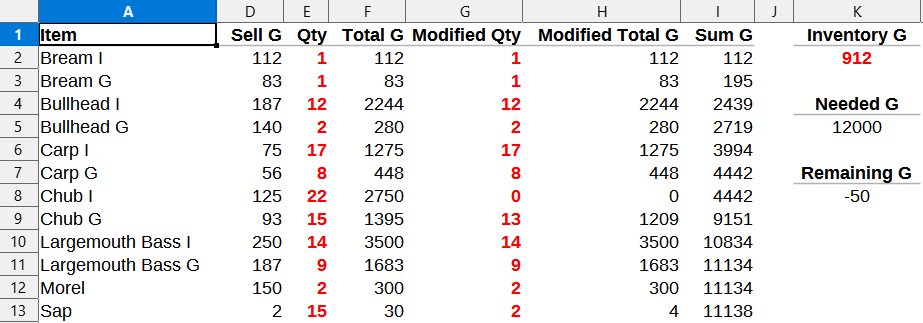 A D E F G H I J K
1 Item Sell G Qty Total G Modified Qty Modified Total G Sum G Inventory G
2 Bream I 112 1 112 1 112 112 912
3 Bream G 83 1 83 1 83 195
4 Bullhead I 187 12 2244 12 2244 2439 Needed G
5 Bullhead G 140 2 280 2 280 2719 12000
6 Carp I 75 17 1275 17 1275 3994
7 Carp G 56 8 448 8 448 4442 Remaining G
8 Chub I 125 22 2750 0 0 4442 -50
9 Chub G 93 15 1395 13 1209 9151
10 Largemouth Bass I 250 14 3500 14 3500 10834
11 Largemouth Bass G 187 9 1683 9 1683 11134
12 Morel 150 2 300 2 300 11134
13 Sap 2 15 30 2 4 11138